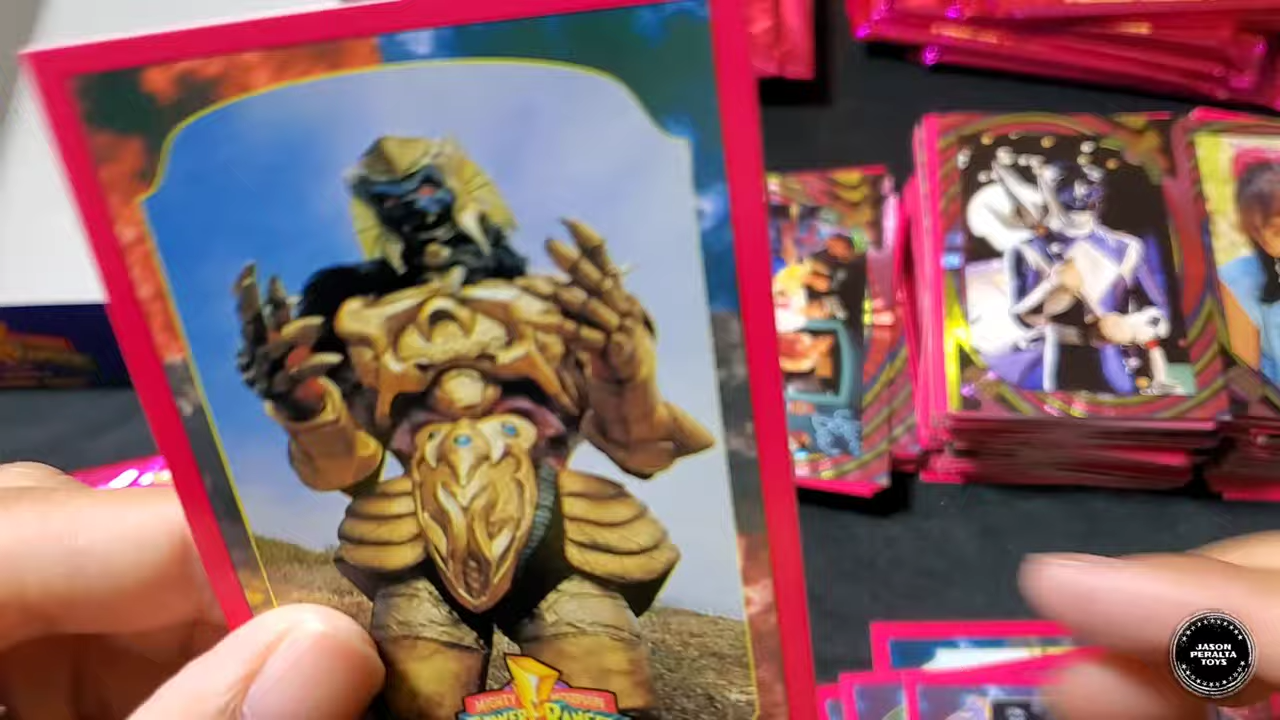 MIGHTY MORPHIN
POWER RANGERS
JASON
PERALTA
TOYS